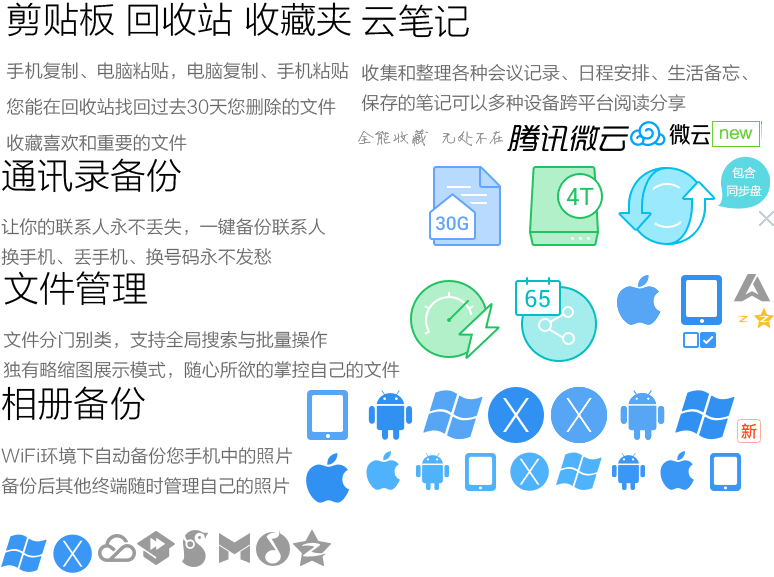 剪贴板 回收站 收藏夹 云笔记
手机复制、电脑粘贴，电脑复制、手机粘贴
您能在回收站找回过去30天您删除的文件
收藏喜欢和重要的文件
收集和整理各种会议记录、日程安排、生活备忘、
保存的笔记可以多种设备跨平台阅读分享
全能收藏 无处不在 腾讯微云 微云 new
通讯录备份
让你的联系人永不丢失，一键备份联系人
换手机、丢手机、换号码永不发愁
30G
4T
包含
同步盘
文件管理
文件分门别类，支持全局搜索与批量操作
独有略缩图展示模式，随心所欲的掌控自己的文件
65
相册备份
WiFi环境下自动备份您手机中的照片
备份后其他终端随时管理自己的照片
X X
新
X
X